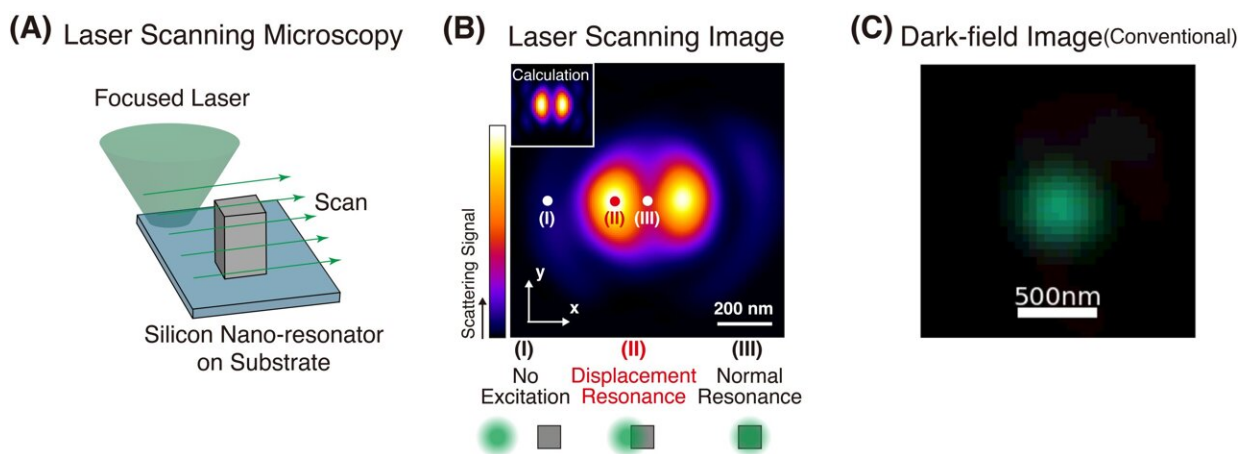 (A) Laser Scanning Microscopy
Focused Laser
Scan
Silicon Nano-resonator
on Substrate
(B) Laser Scanning Image
Calculation
Scattering Signal
(I)
(II)
(III)
y
x
200 nm
(I)
No
Excitation
(II)
Displacement
Resonance
(III)
Normal
Resonance
(C) Dark-field Image(Conventional)
500nm